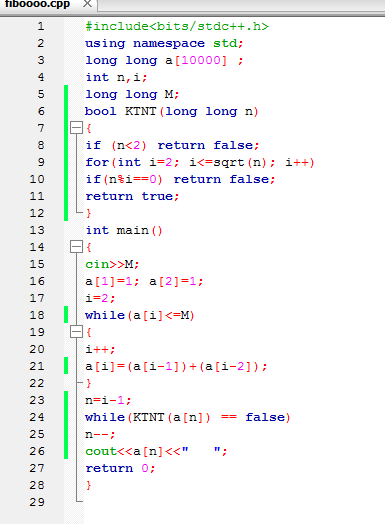 fiboooo.cpp
1 #include<bits/stdc++.h>
2 using namespace std;
3 long long a[10000] ;
4 int n,i;
5 long long M;
6 bool KTNT(long long n)
7 {
8 if (n<2) return false;
9 for(int i=2; i<=sqrt(n); i++)
10 if(n%i==0) return false;
11 return true;
12 }
13 int main()
14 {
15 cin>>M;
16 a[1]=1; a[2]=1;
17 i=2;
18 while(a[i]<=M)
19 {
20 i++;
21 a[i]=(a[i-1])+(a[i-2]);
22 }
23 n=i-1;
24 while(KTNT(a[n]) == false)
25 n--;
26 cout<<a[n]<<"   ";
27 return 0;
28 }
29